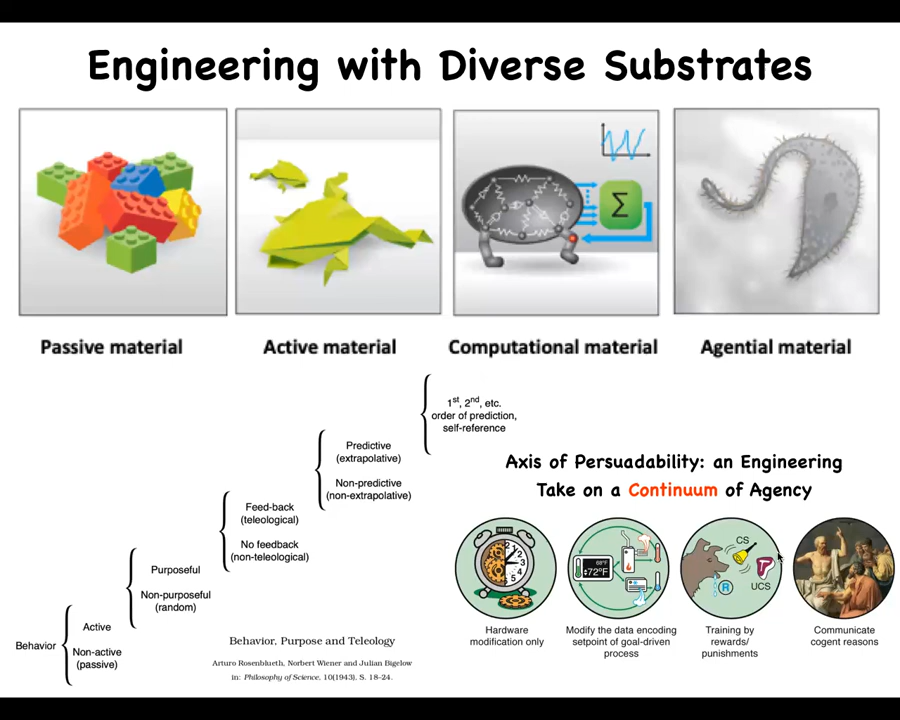 Engineering with Diverse Substrates
Σ
Passive material
Active material
Computational material
Agential material
1st, 2nd, etc.
order of prediction,
self-reference
Predictive
(extrapolative)
Non-predictive
(non-extrapolative)
Feed-back
(teleological)
No feedback
(non-teleological)
Purposeful
Non-purposeful
(random)
Active
Non-active
(passive)
Behavior
Behavior, Purpose and Teleology
Arturo Rosenblueth, Norbert Wiener and Julian Bigelow
in: Philosophy of Science, 10(1943), S. 18–24.
Axis of Persuadability: an Engineering
Take on a Continuum of Agency
72°F
CS
R
UCS
Hardware
modification only
Modify the data encoding
setpoint of goal-driven
process
Training by
rewards/
punishments
Communicate
cogent reasons